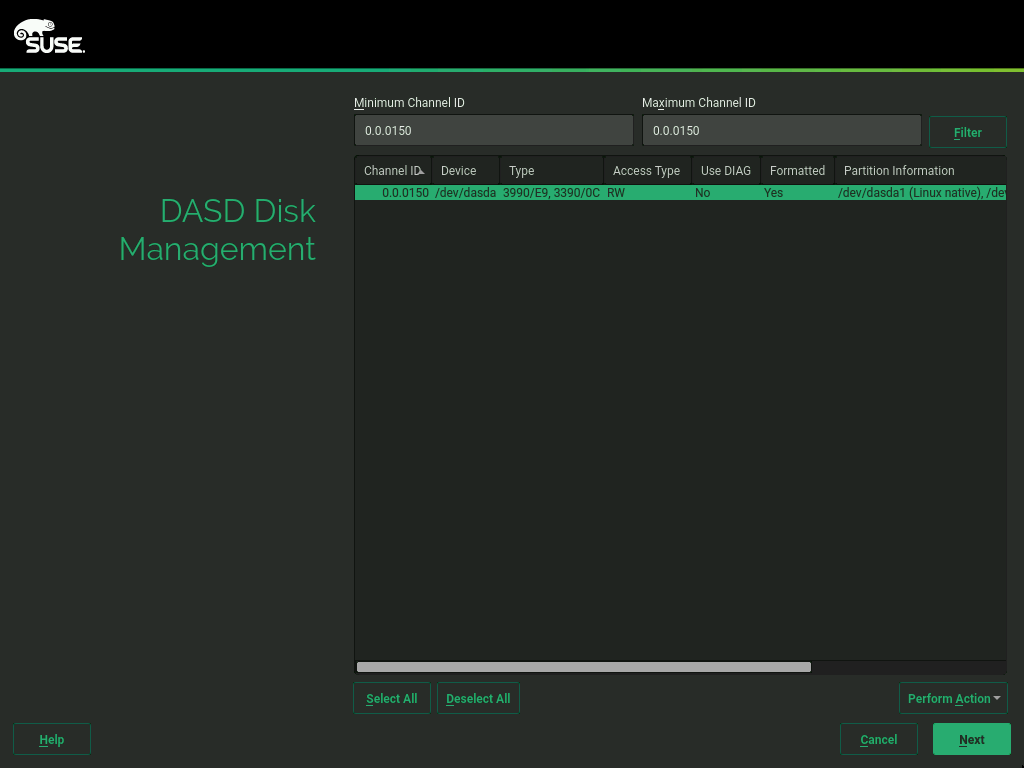 SUSE
Minimum Channel ID Maximum Channel ID
0.0.0150 0.0.0150 Filter
Channel ID Device Type Access Type Use DIAG Formatted Partition Information
0.0.0150 /dev/dasda 3990/E9, 3390/0C RW No Yes /dev/dasda1 (Linux native), /dev
DASD Disk
Management
Select All Deselect All Perform Action
Help Cancel Next